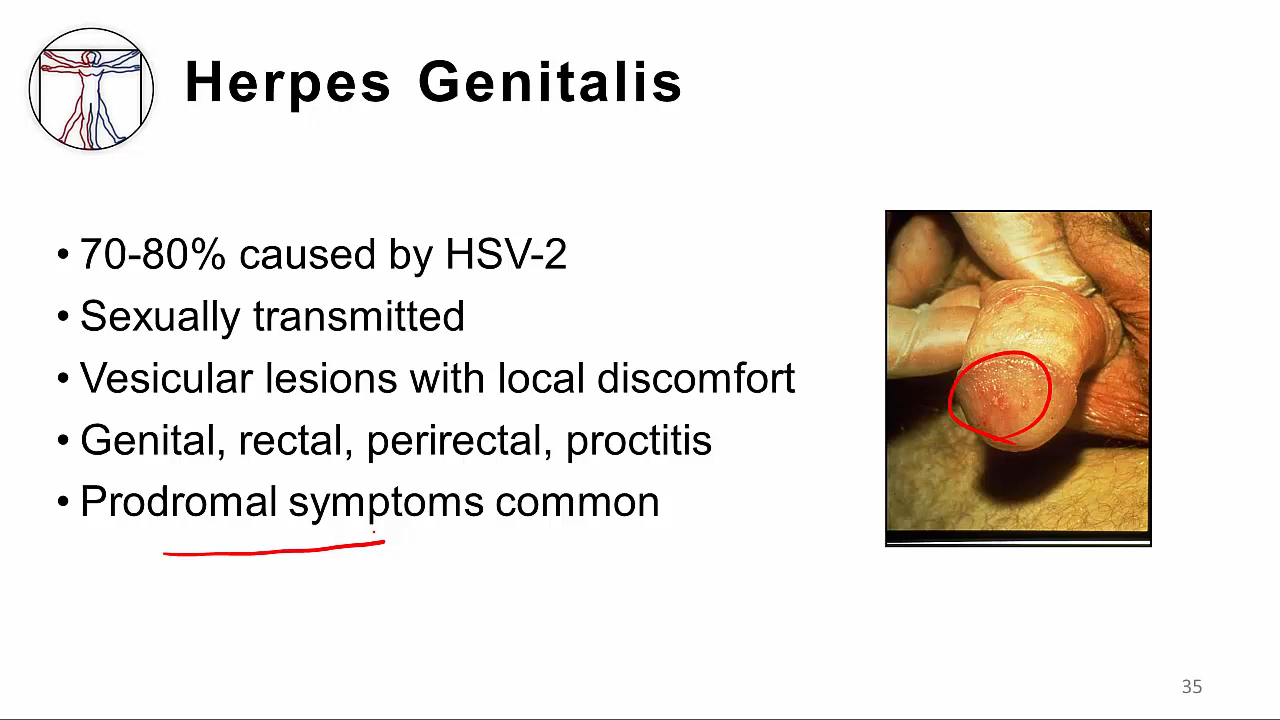 Herpes Genitalis
• 70-80% caused by HSV-2
• Sexually transmitted
• Vesicular lesions with local discomfort
• Genital, rectal, perirectal, proctitis
• Prodromal symptoms common
35